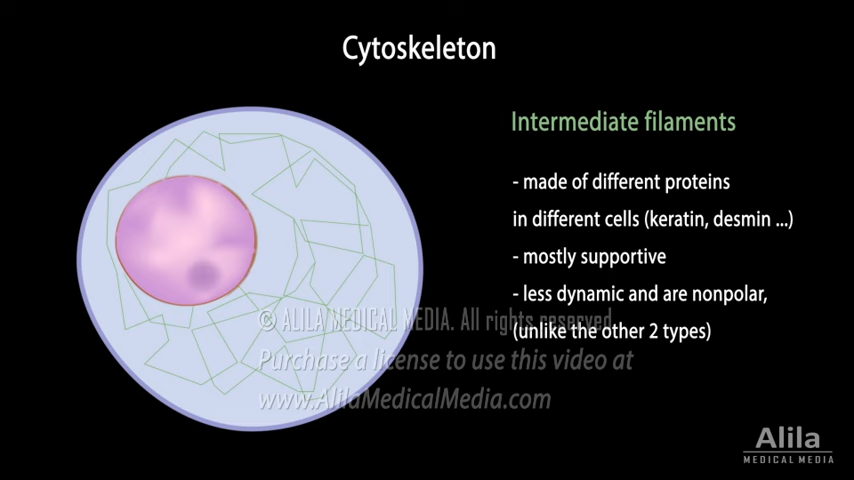 Cytoskeleton
Intermediate filaments
- made of different proteins
in different cells (keratin, desmin ...)
- mostly supportive
- less dynamic and are nonpolar,
(unlike the other 2 types)
© ALILA MEDICAL MEDIA. All rights reserved.
Purchase a license to use this video at
www.AlilaMedicalMedia.com
Alila
MEDICAL MEDIA